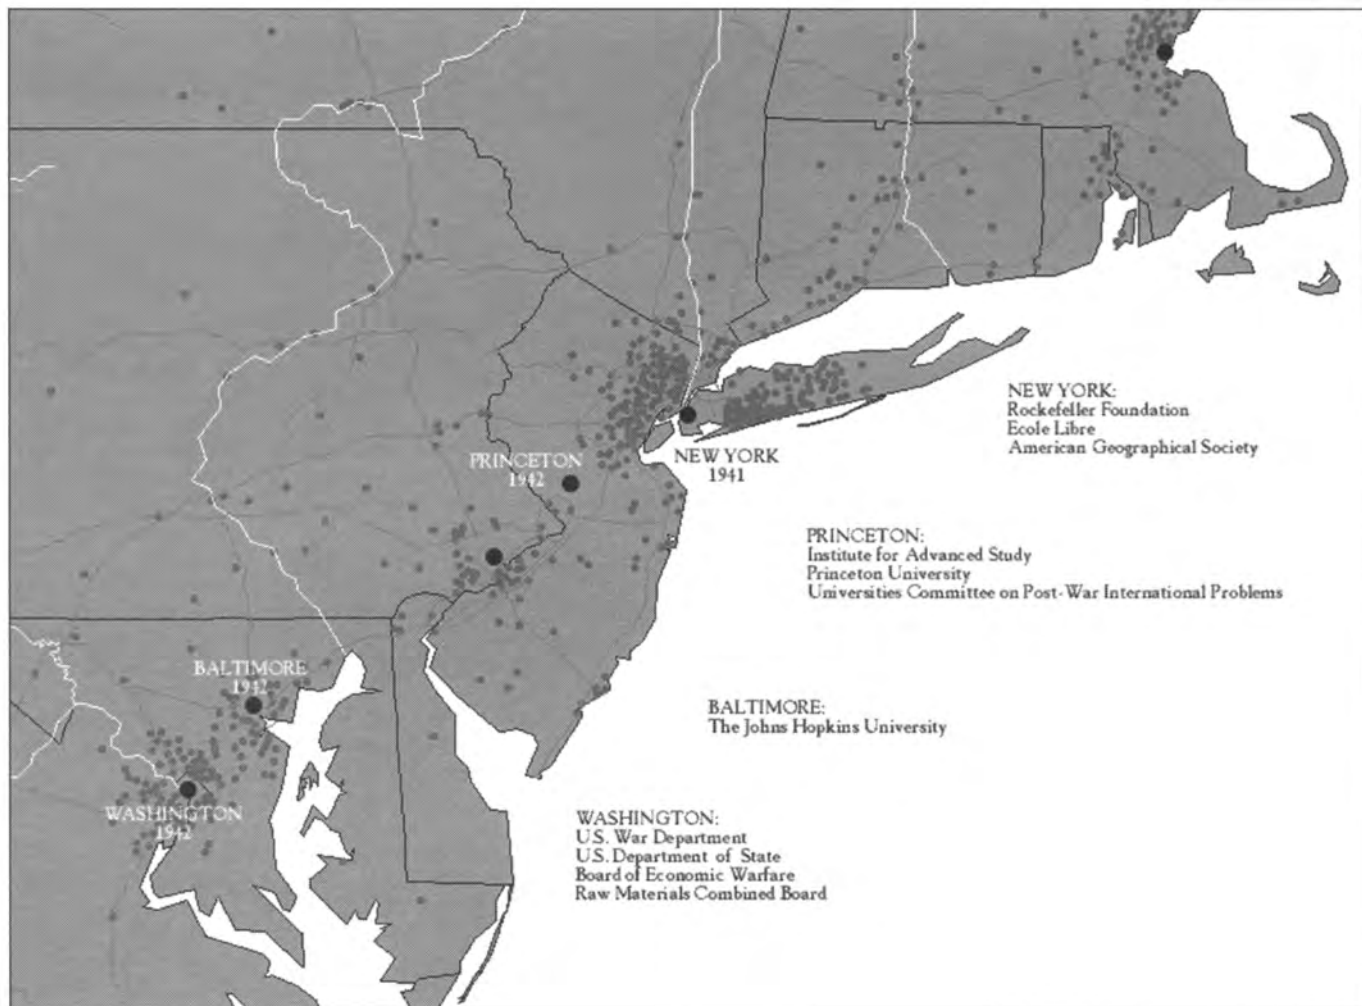 NEW YORK:
Rockefeller Foundation
Ecole Libre
American Geographical Society
PRINCETON
1942
NEW YORK
1941
PRINCETON:
Institute for Advanced Study
Princeton University
Universities Committee on Post-War International Problems
BALTIMORE
1942
BALTIMORE:
The Johns Hopkins University
WASHINGTON
1942
WASHINGTON:
U.S. War Department
U.S. Department of State
Board of Economic Warfare
Raw Materials Combined Board